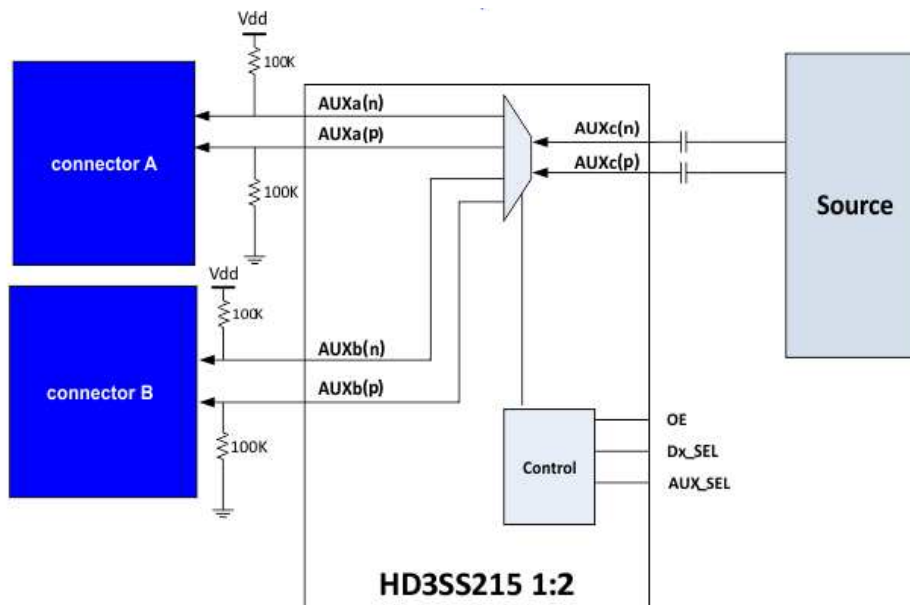 Vdd
100K
AUXa(n)
AUXa(p)
AUXc(n)
AUXc(p)
connector A
100K
Source
Vdd
100K
AUXb(n)
connector B
AUXb(p)
100K
OE
Control
Dx_SEL
AUX_SEL
HD3SS215 1:2